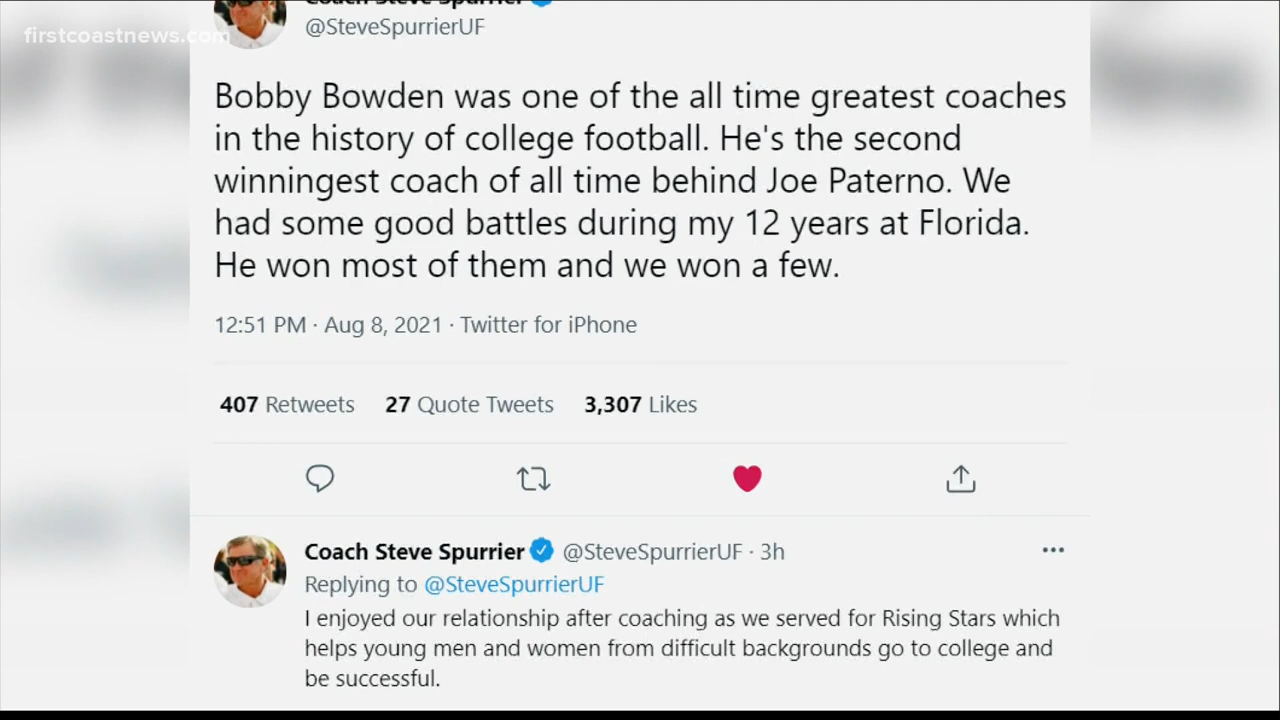 Coach Steve Spurrier
firstcoastnews.com
@SteveSpurrierUF
Bobby Bowden was one of the all time greatest coaches
in the history of college football. He's the second
winningest coach of all time behind Joe Paterno. We
had some good battles during my 12 years at Florida.
He won most of them and we won a few.
12:51 PM · Aug 8, 2021 · Twitter for iPhone
407 Retweets 27 Quote Tweets 3,307 Likes
Coach Steve Spurrier @SteveSpurrierUF · 3h
Replying to @SteveSpurrierUF
I enjoyed our relationship after coaching as we served for Rising Stars which
helps young men and women from difficult backgrounds go to college and
be successful.